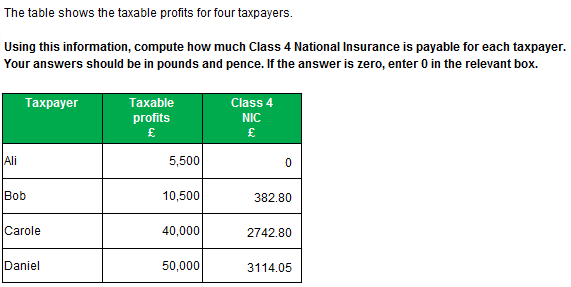 The table shows the taxable profits for four taxpayers.
Using this information, compute how much Class 4 National Insurance is payable for each taxpayer.
Your answers should be in pounds and pence. If the answer is zero, enter 0 in the relevant box.
Taxpayer Taxable profits £ Class 4 NIC £
Ali 5,500 0
Bob 10,500 382.80
Carole 40,000 2742.80
Daniel 50,000 3114.05